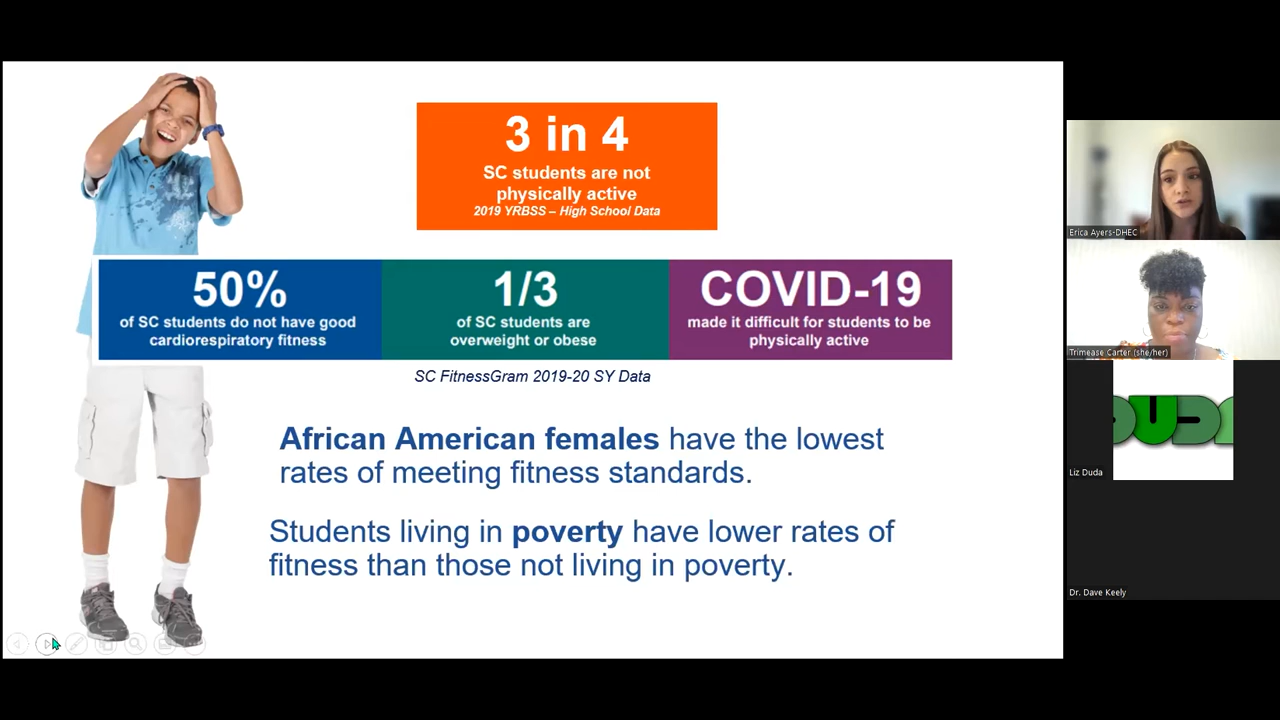 3 in 4
SC students are not
physically active
2019 YRBSS – High School Data
50%
of SC students do not have good
cardiorespiratory fitness
1/3
of SC students are
overweight or obese
COVID-19
made it difficult for students to be
physically active
SC FitnessGram 2019-20 SY Data
African American females have the lowest
rates of meeting fitness standards.
Students living in poverty have lower rates of
fitness than those not living in poverty.
Erica Ayers-DHEC
Trimease Carter (she/her)
DUDA
Liz Duda
Dr. Dave Keely